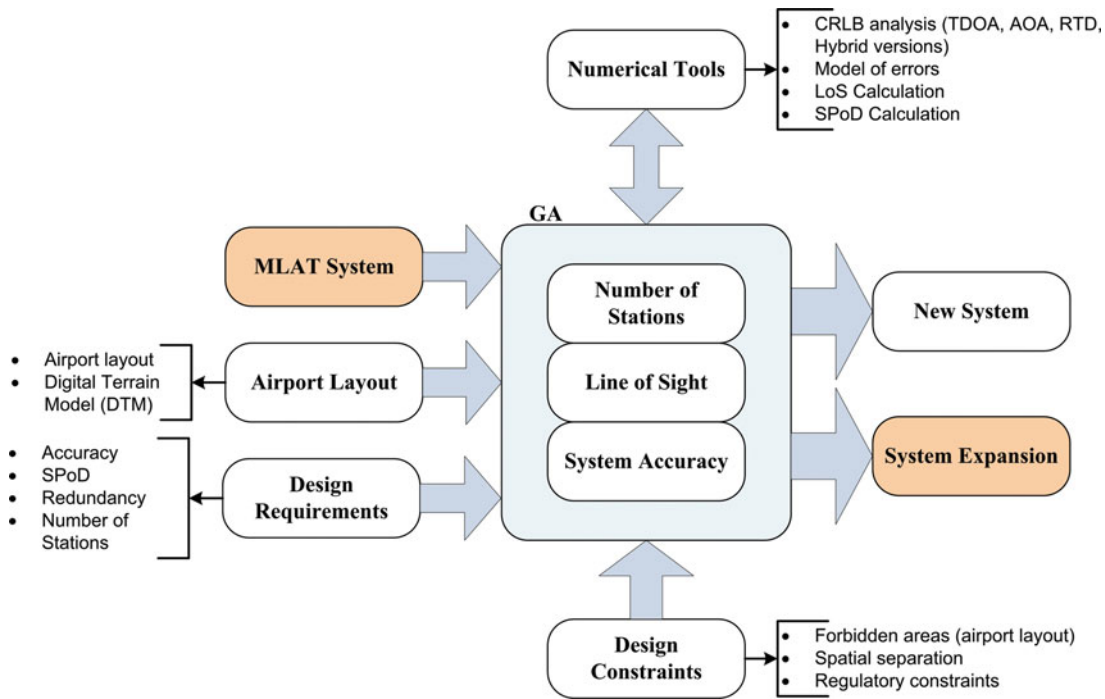 Numerical Tools
• CRLB analysis (TDOA, AOA, RTD,
Hybrid versions)
• Model of errors
• LoS Calculation
• SPoD Calculation
GA
MLAT System
Number of
Stations
New System
• Airport layout
• Digital Terrain
Model (DTM)
Airport Layout
Line of Sight
• Accuracy
• SPoD
• Redundancy
• Number of
Stations
Design
Requirements
System Accuracy
System Expansion
Design
Constraints
• Forbidden areas (airport layout)
• Spatial separation
• Regulatory constraints